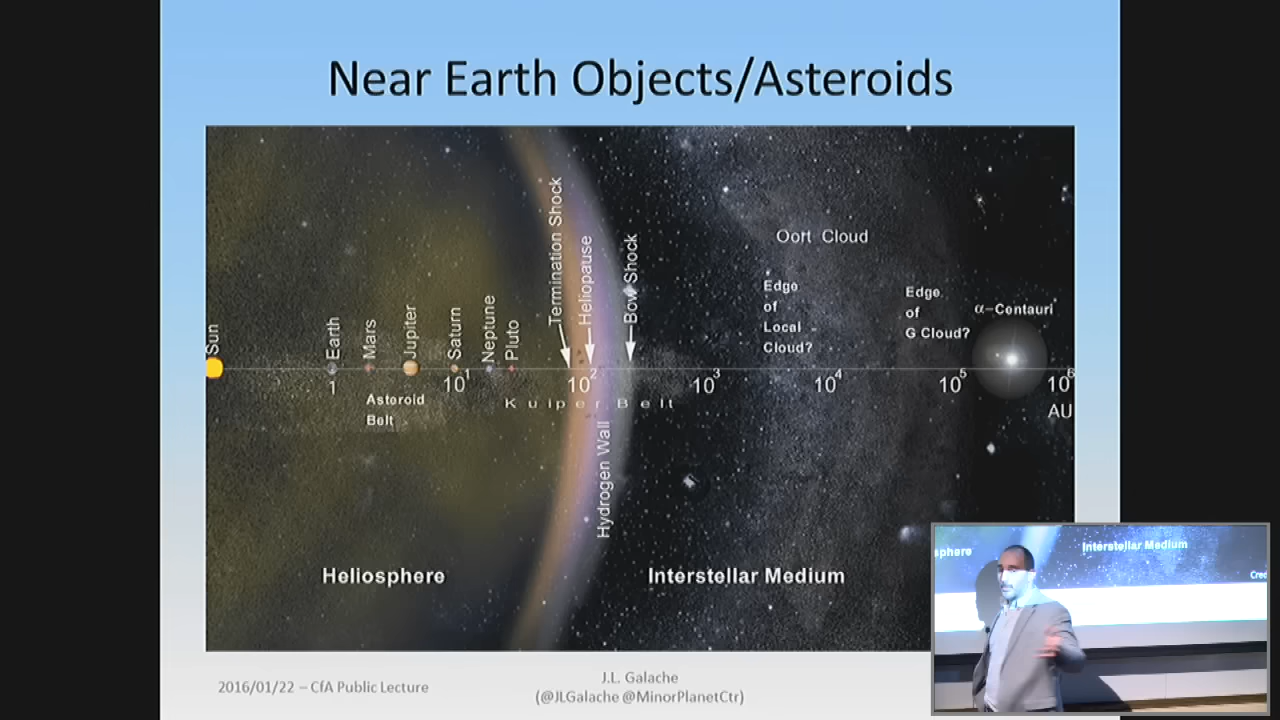 Near Earth Objects/Asteroids
Sun
Earth
Mars
Jupiter
Saturn
Neptune
Pluto
Termination Shock
Heliopause
Bow Shock
Oort Cloud
Edge
of
Local
Cloud?
Edge
of
G Cloud?
α-Centauri
1
10¹
10²
10³
10⁴
10⁵
10⁶
AU
Asteroid
Belt
Kuiper Belt
Hydrogen Wall
Heliosphere
Interstellar Medium
2016/01/22 – CfA Public Lecture
J.L. Galache
(@JLGalache @MinorPlanetCtr)
sphere
Interstellar Medium
Cred